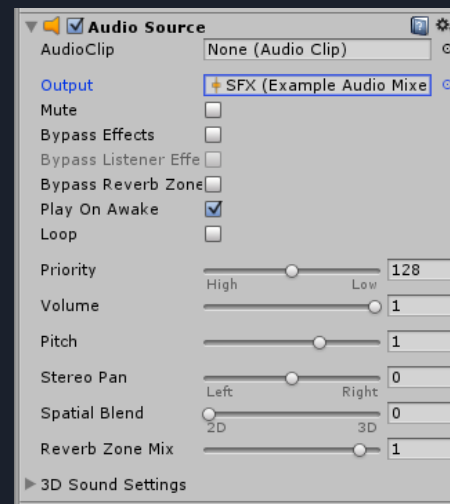 Audio Source
AudioClip None (Audio Clip)
Output SFX (Example Audio Mixe
Mute
Bypass Effects
Bypass Listener Effe
Bypass Reverb Zone
Play On Awake
Loop
Priority 128
High Low
Volume 1
Pitch 1
Stereo Pan 0
Left Right
Spatial Blend 0
2D 3D
Reverb Zone Mix 1
3D Sound Settings